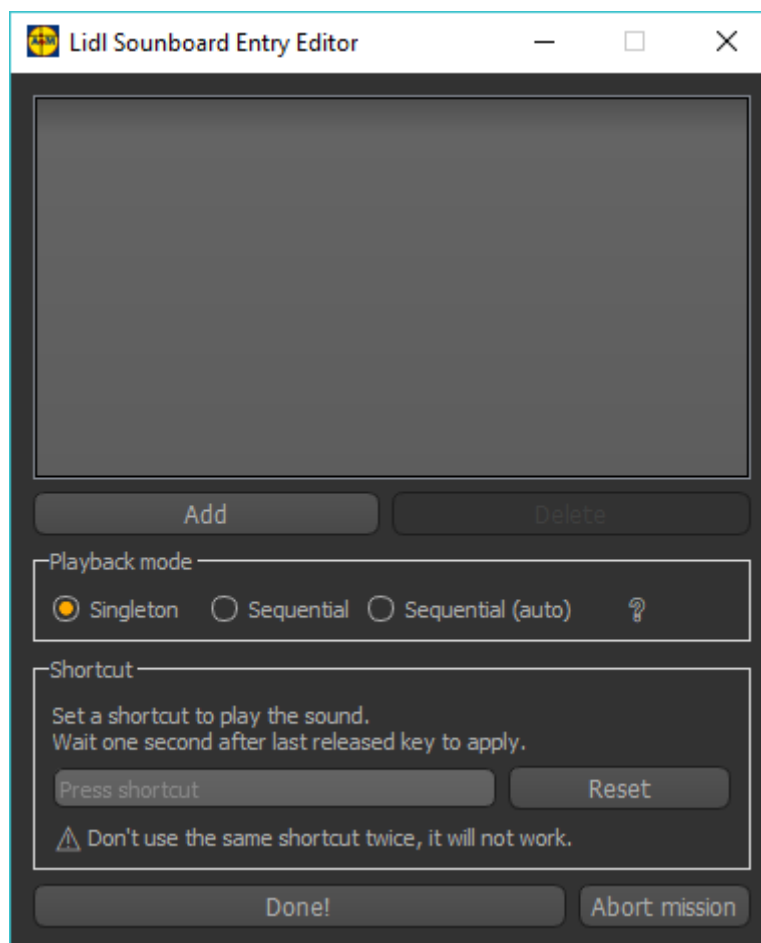 Lidl Sounboard Entry Editor
Add
Delete
Playback mode
Singleton
Sequential
Sequential (auto)
?
Shortcut
Set a shortcut to play the sound.
Wait one second after last released key to apply.
Press shortcut
Reset
Don't use the same shortcut twice, it will not work.
Done!
Abort mission